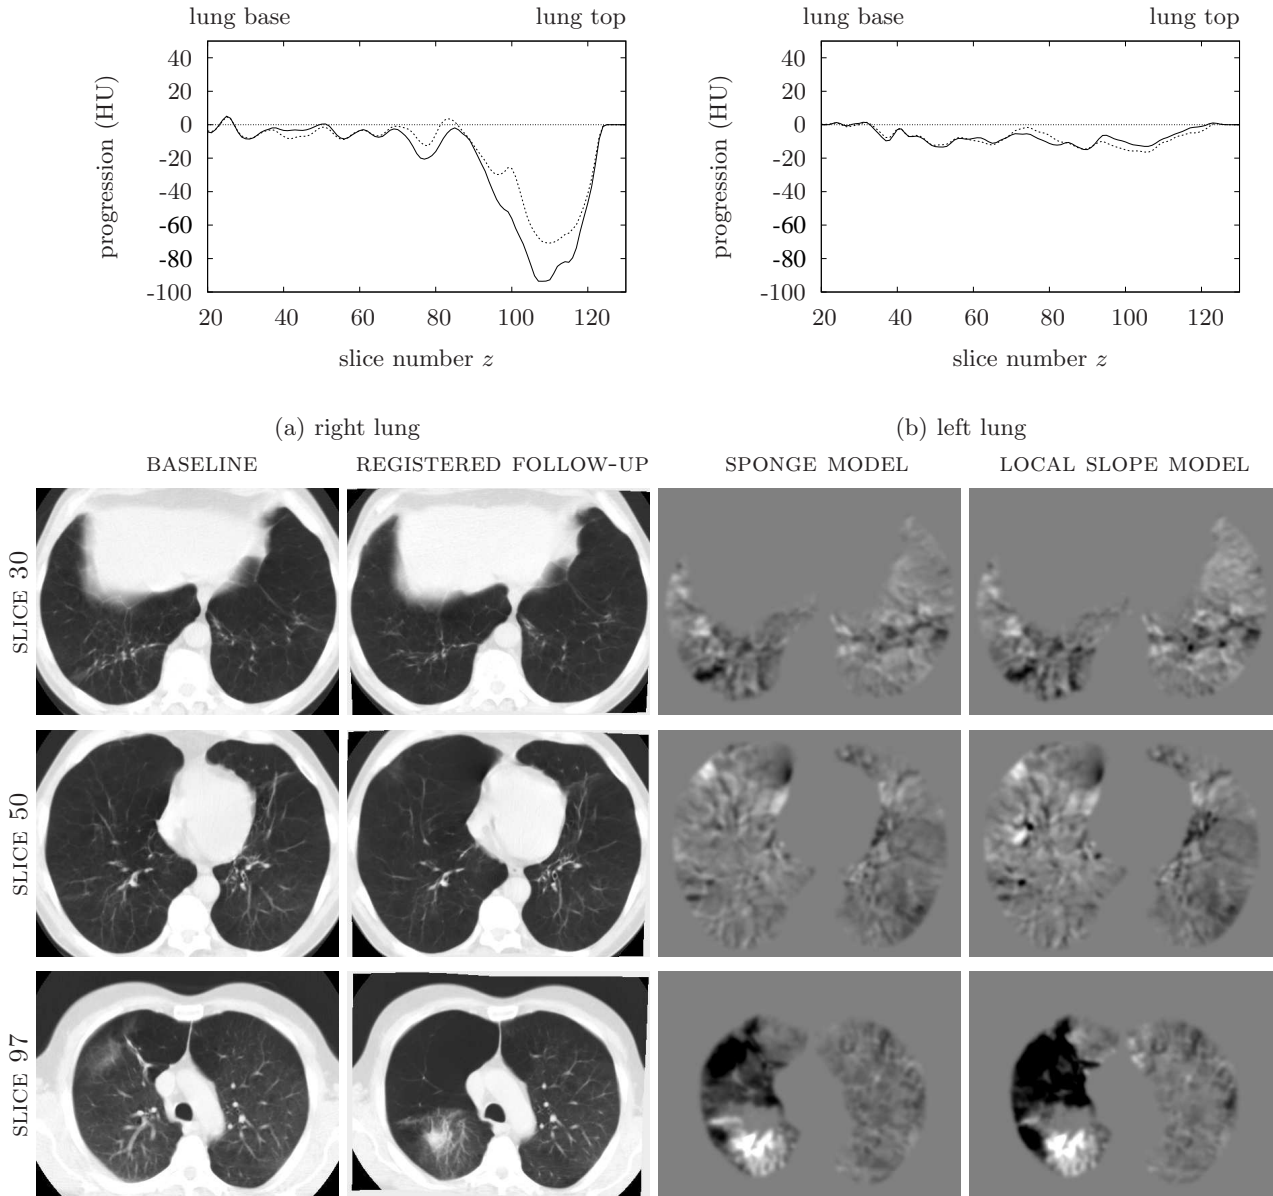 lung base lung top
40
20
0
-20
-40
-60
-80
-100
progression (HU)
20 40 60 80 100 120
slice number z
(a) right lung
lung base lung top
40
20
0
-20
-40
-60
-80
-100
progression (HU)
20 40 60 80 100 120
slice number z
(b) left lung
BASELINE REGISTERED FOLLOW-UP SPONGE MODEL LOCAL SLOPE MODEL
SLICE 30
SLICE 50
SLICE 97